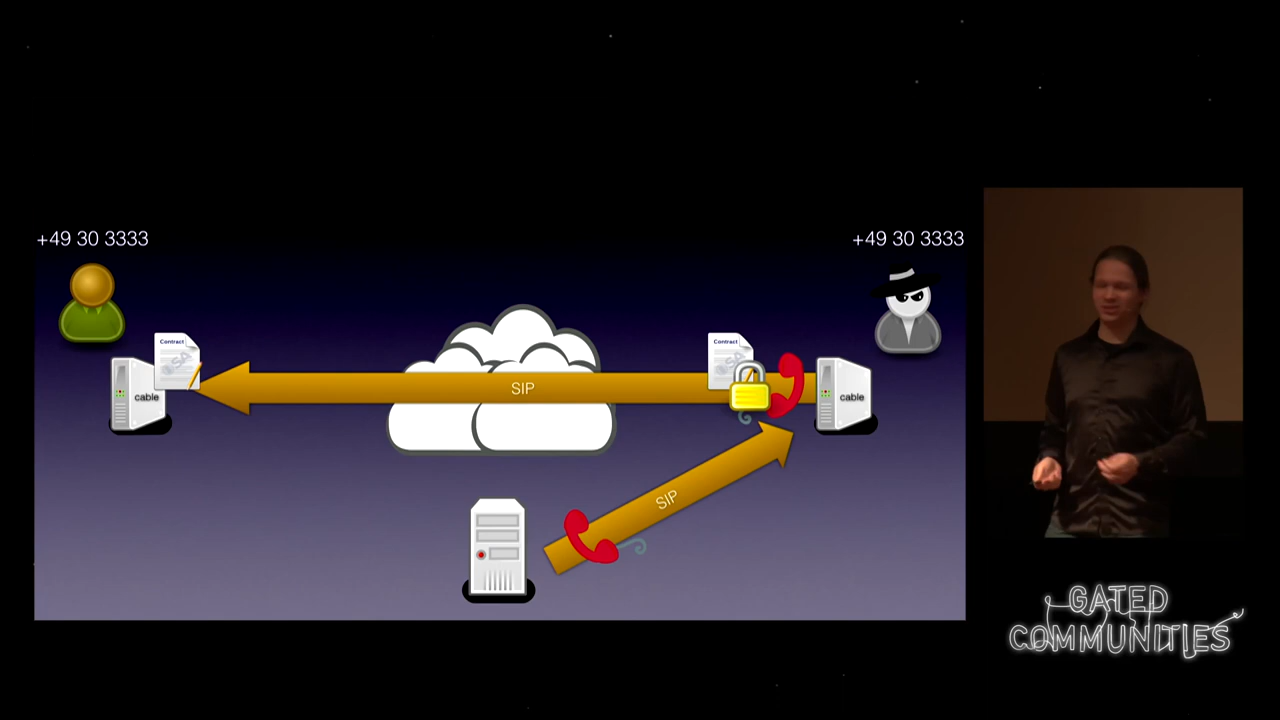 +49 30 3333
+49 30 3333
Contract
Contract
cable
SIP
cable
SIP
GATED
COMMUNITIES